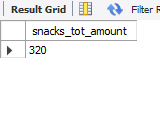 Result Grid Filter R
snacks_tot_amount
320